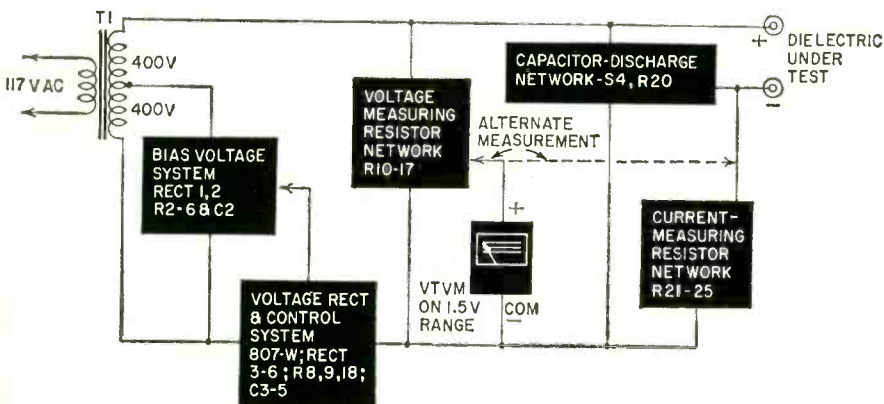 T1
117 VAC
400V
400V
BIAS VOLTAGE
SYSTEM
RECT 1,2
R2-6 & C2
VOLTAGE RECT
& CONTROL
SYSTEM
807-W; RECT
3-6; R8,9,18;
C3-5
VOLTAGE
MEASURING
RESISTOR
NETWORK
R10-17
ALTERNATE
MEASUREMENT
+
VTVM
ON 1.5V
RANGE
COM
–
CAPACITOR-DISCHARGE
NETWORK-S4, R20
+
–
DIELECTRIC
UNDER
TEST
CURRENT-
MEASURING
RESISTOR
NETWORK
R21-25